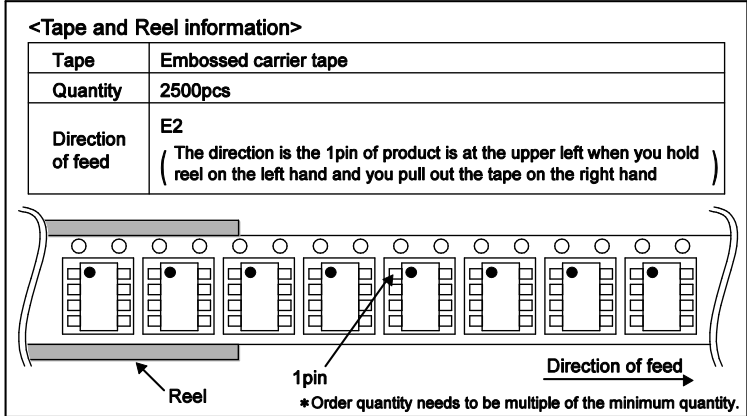 <Tape and Reel information>
Tape Embossed carrier tape
Quantity 2500pcs
Direction of feed E2
( The direction is the 1pin of product is at the upper left when you hold
reel on the left hand and you pull out the tape on the right hand )
Direction of feed
1pin
Reel
*Order quantity needs to be multiple of the minimum quantity.